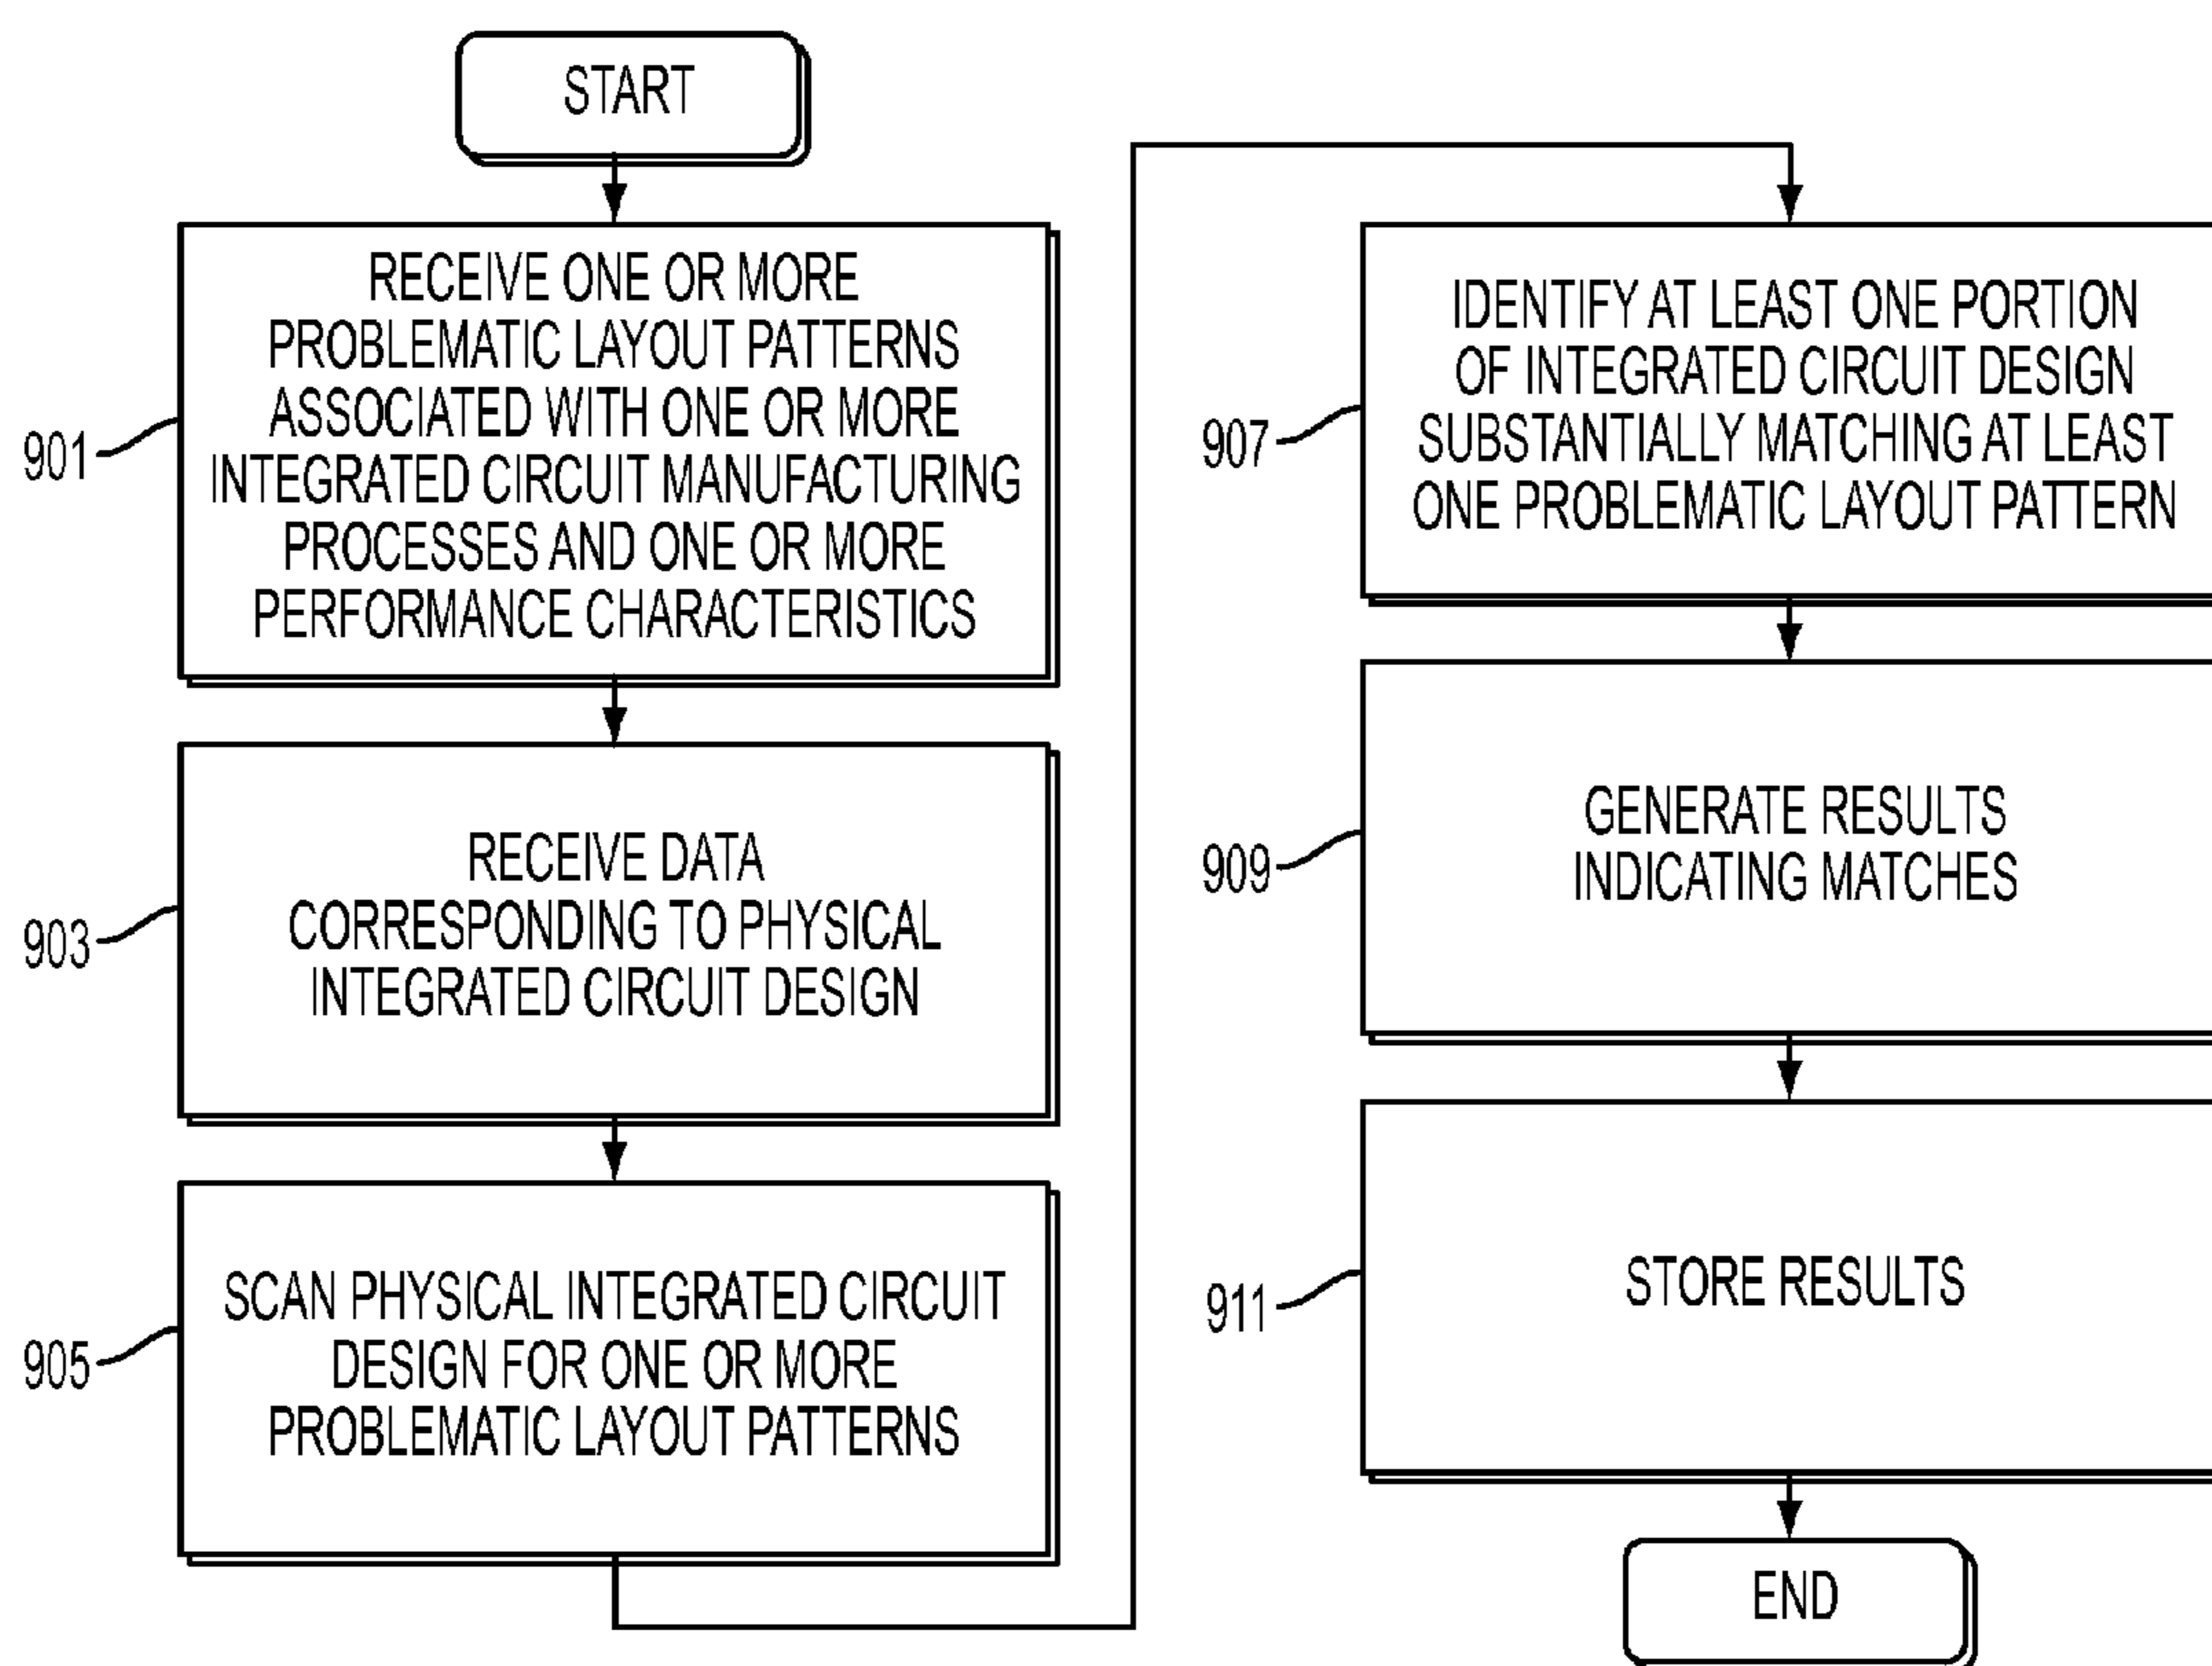 START
901
RECEIVE ONE OR MORE
PROBLEMATIC LAYOUT PATTERNS
ASSOCIATED WITH ONE OR MORE
INTEGRATED CIRCUIT MANUFACTURING
PROCESSES AND ONE OR MORE
PERFORMANCE CHARACTERISTICS
903
RECEIVE DATA
CORRESPONDING TO PHYSICAL
INTEGRATED CIRCUIT DESIGN
905
SCAN PHYSICAL INTEGRATED CIRCUIT
DESIGN FOR ONE OR MORE
PROBLEMATIC LAYOUT PATTERNS
907
IDENTIFY AT LEAST ONE PORTION
OF INTEGRATED CIRCUIT DESIGN
SUBSTANTIALLY MATCHING AT LEAST
ONE PROBLEMATIC LAYOUT PATTERN
909
GENERATE RESULTS
INDICATING MATCHES
911
STORE RESULTS
END